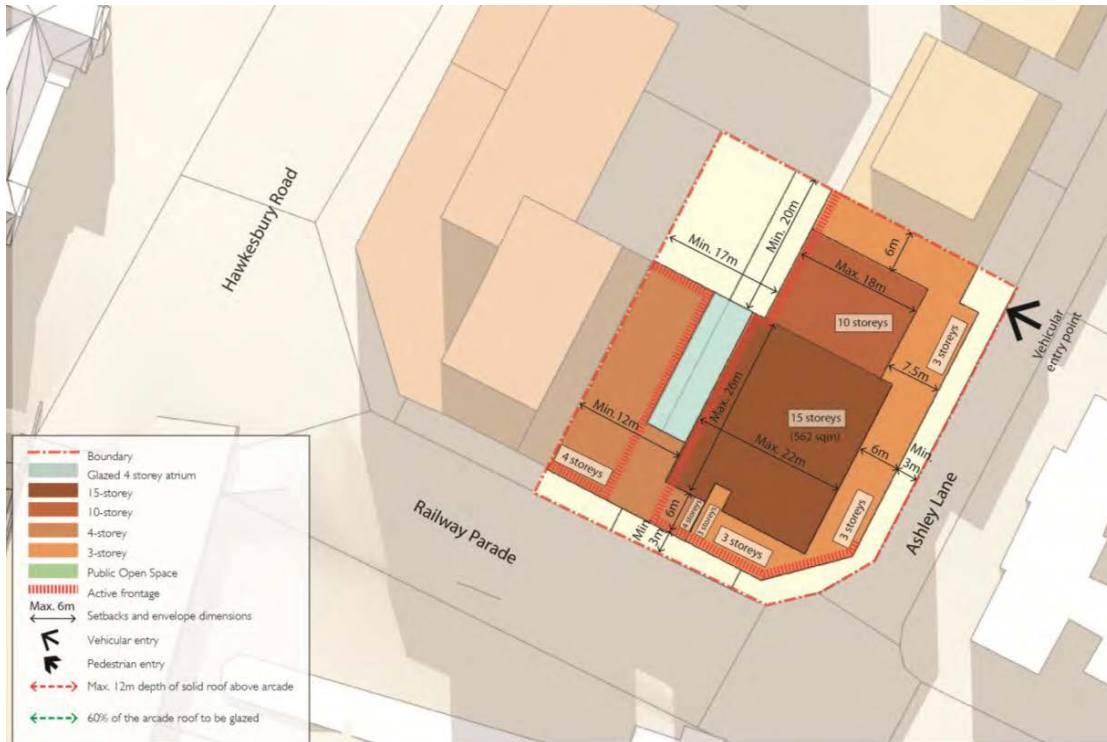 Hawkesbury Road
Min. 20m
Min. 17m
6m
Max. 18m
10 storeys
3 storeys
Vehicular
entry point
7.5m
Max. 26m
15 storeys
(562 sqm)
Max. 22m
Min.12m
6m
Min.
3m
4 storeys
Railway Parade
6m
4 storey
3 storeys
Min.
3m
3 storeys
3 storeys
Ashley Lane
Boundary
Glazed 4 storey atrium
15-storey
10-storey
4-storey
3-storey
Public Open Space
Active frontage
Max. 6m
Setbacks and envelope dimensions
Vehicular entry
Pedestrian entry
Max. 12m depth of solid roof above arcade
60% of the arcade roof to be glazed